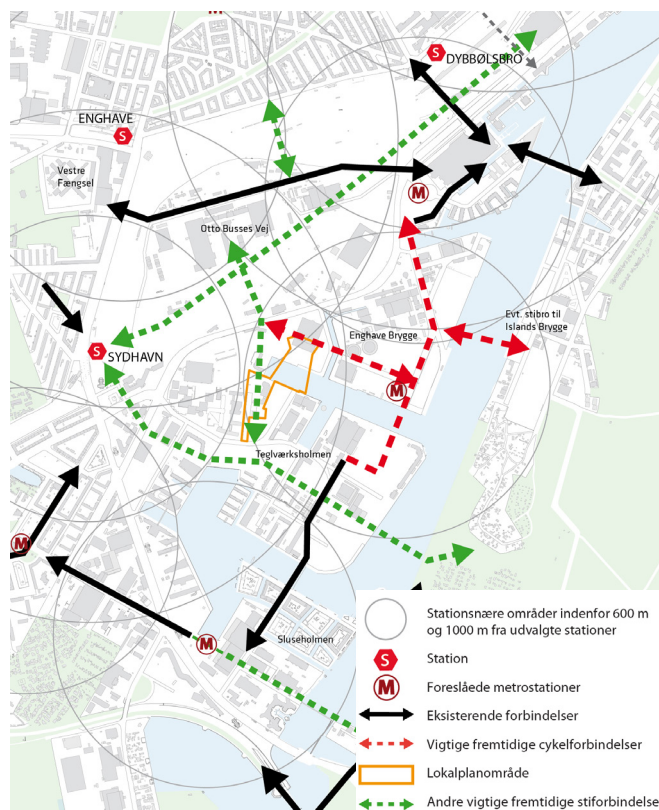 M
S
DYBBØLSBRO
ENGHAVE
S
Vestre
Fængsel
M
Otto Busses Vej
Evt. stibro til
Islands Brygge
Enghave Brygge
S
SYDHAVN
M
Teglværksholmen
M
Sluseholmen
M
Stationsnære områder indenfor 600 m
og 1000 m fra udvalgte stationer
S
Station
M
Foreslåede metrostationer
Eksisterende forbindelser
Vigtige fremtidige cykelforbindelser
Lokalplanområde
Andre vigtige fremtidige stiforbindelse